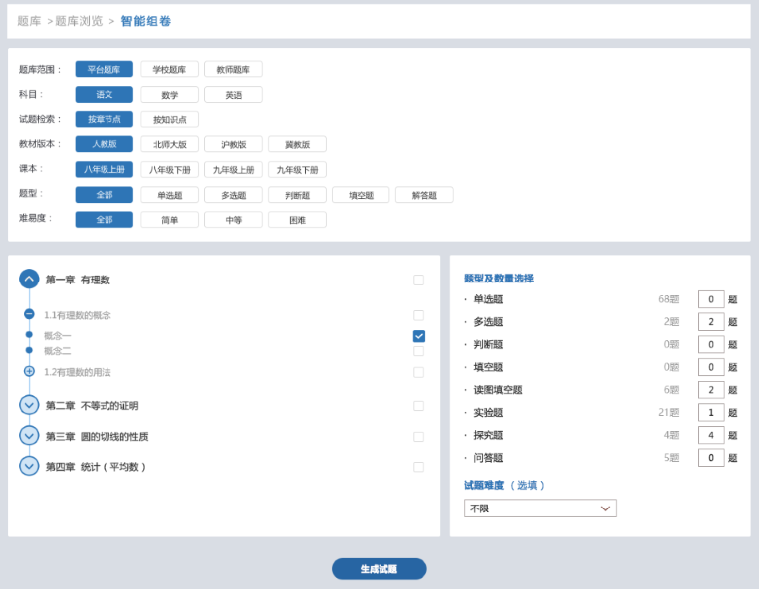 题库 >题库浏览 > 智能组卷
题库范围： 平台题库 学校题库 教师题库
科目： 语文 数学 英语
试题检索： 按章节点 按知识点
教材版本： 人教版 北师大版 沪教版 冀教版
课本： 八年级上册 八年级下册 九年级上册 九年级下册
题型： 全部 单选题 多选题 判断题 填空题 解答题
难易度： 全部 简单 中等 困难
第一章 有理数
1.1有理数的概念
概念一
概念二
1.2有理数的用法
第二章 不等式的证明
第三章 圆的切线的性质
第四章 统计（平均数）
题型及数量选择
· 单选题 68题 0 题
· 多选题 2题 2 题
· 判断题 0题 0 题
· 填空题 0题 0 题
· 读图填空题 6题 2 题
· 实验题 21题 1 题
· 探究题 4题 4 题
· 问答题 5题 0 题
试题难度（选填）
不限
生成试题